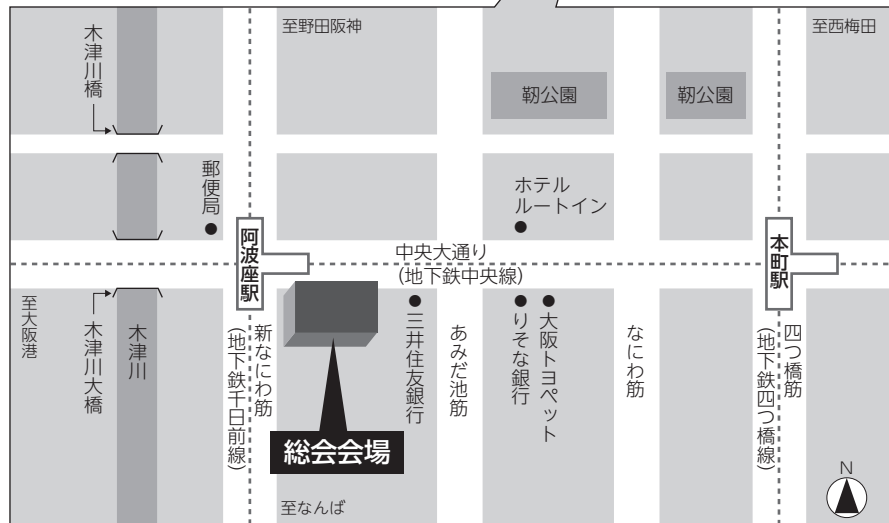 至野田阪神
至西梅田
木津川橋
靭公園
靭公園
郵便局
ホテル
ルートイン
阿波座駅
本町駅
中央大通り
(地下鉄中央線)
至大阪港
木津川大橋
木津川
(地下鉄千日前線)
新なにわ筋
三井住友銀行
あみだ池筋
りそな銀行
大阪トヨペット
なにわ筋
(地下鉄四つ橋線)
四つ橋筋
総会会場
至なんば
N